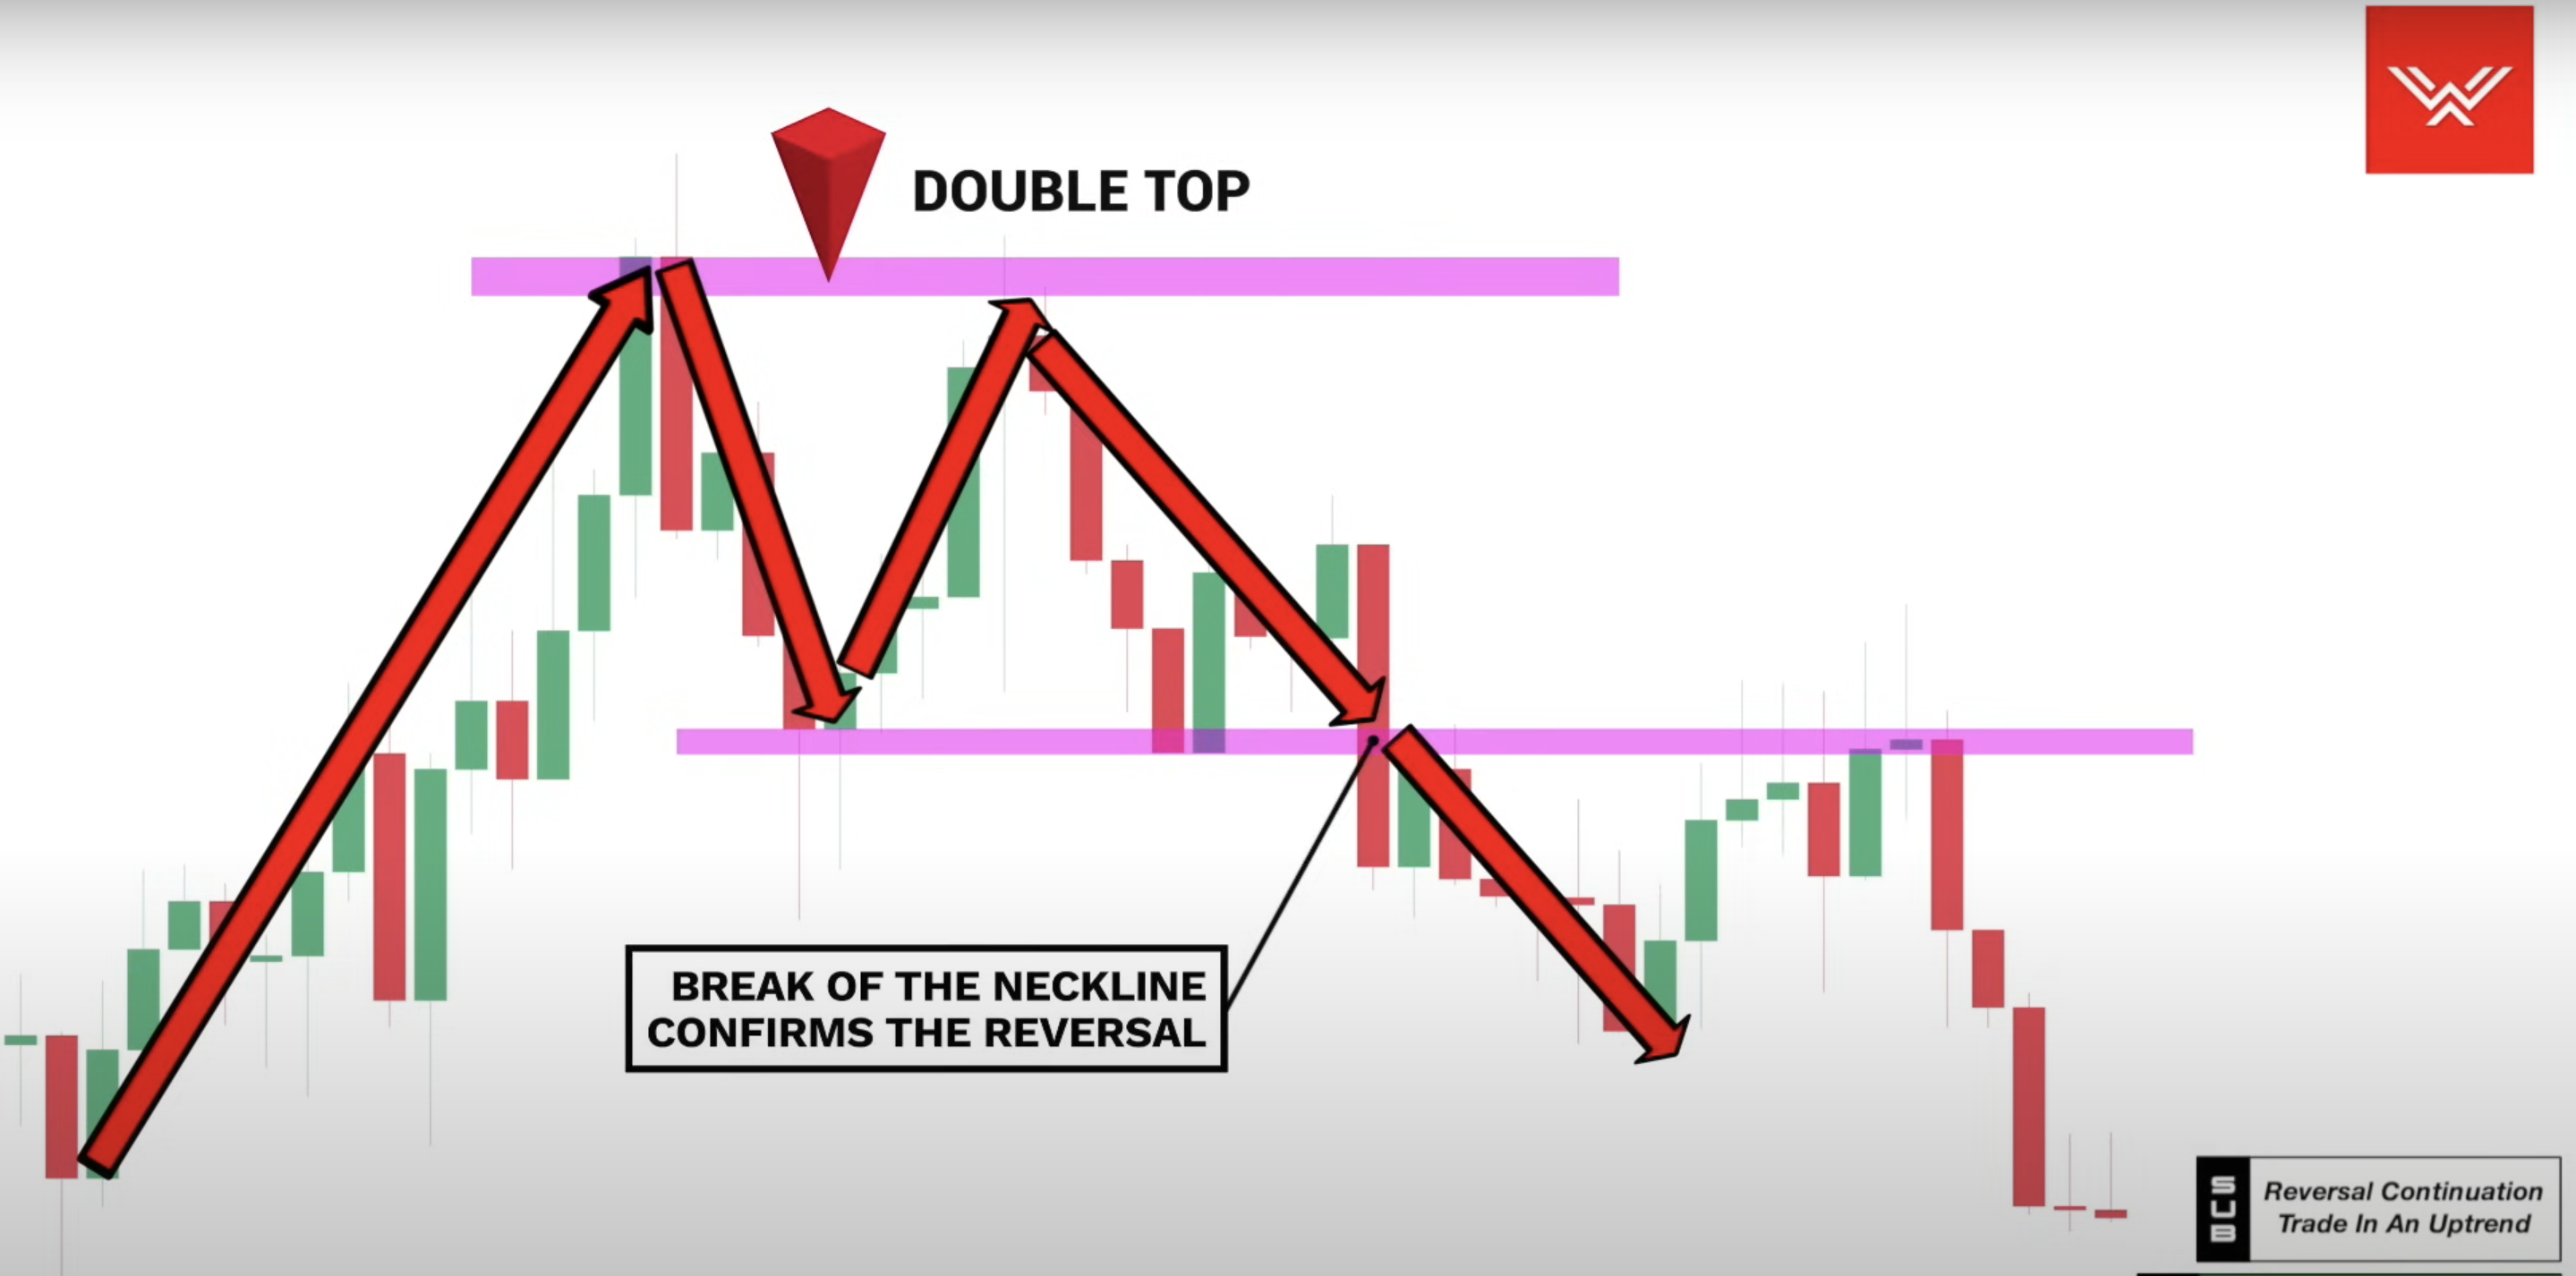 DOUBLE TOP
BREAK OF THE NECKLINE
CONFIRMS THE REVERSAL
SUB
Reversal Continuation
Trade In An Uptrend